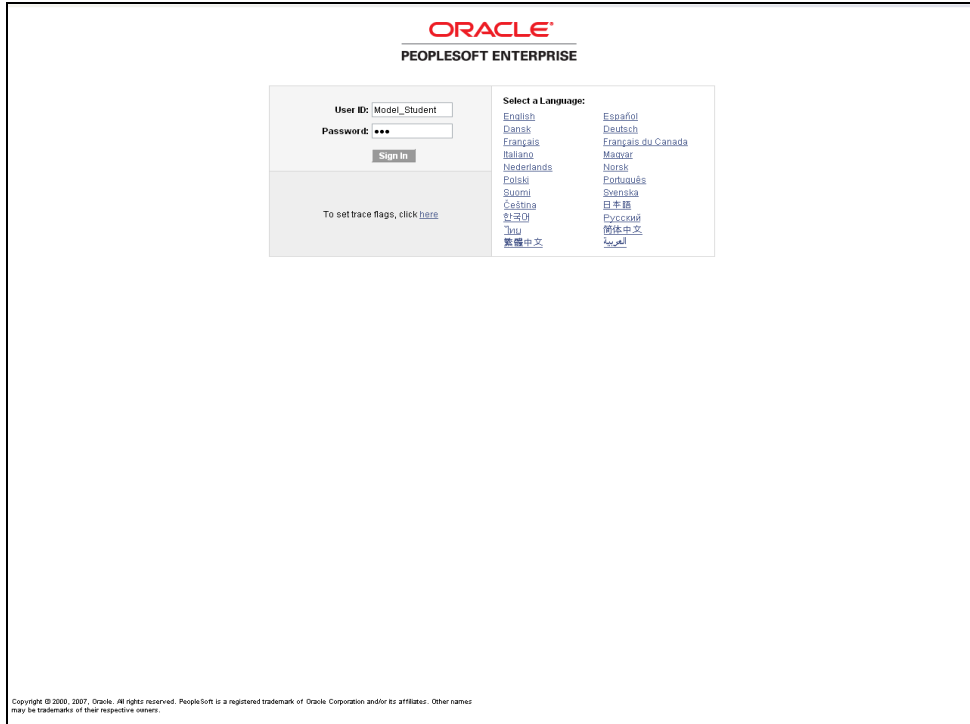 ORACLE®
PEOPLESOFT ENTERPRISE
User ID: Model_Student
Password: •••
Sign In
To set trace flags, click here
Select a Language:
English Español
Dansk Deutsch
Français Français du Canada
Italiano Magyar
Nederlands Norsk
Polski Português
Suomi Svenska
Čeština 日本語
한국어 Русский
ไทย 简体中文
繁體中文 العربية
Copyright © 2000, 2007, Oracle. All rights reserved. PeopleSoft is a registered trademark of Oracle Corporation and/or its affiliates. Other names
may be trademarks of their respective owners.